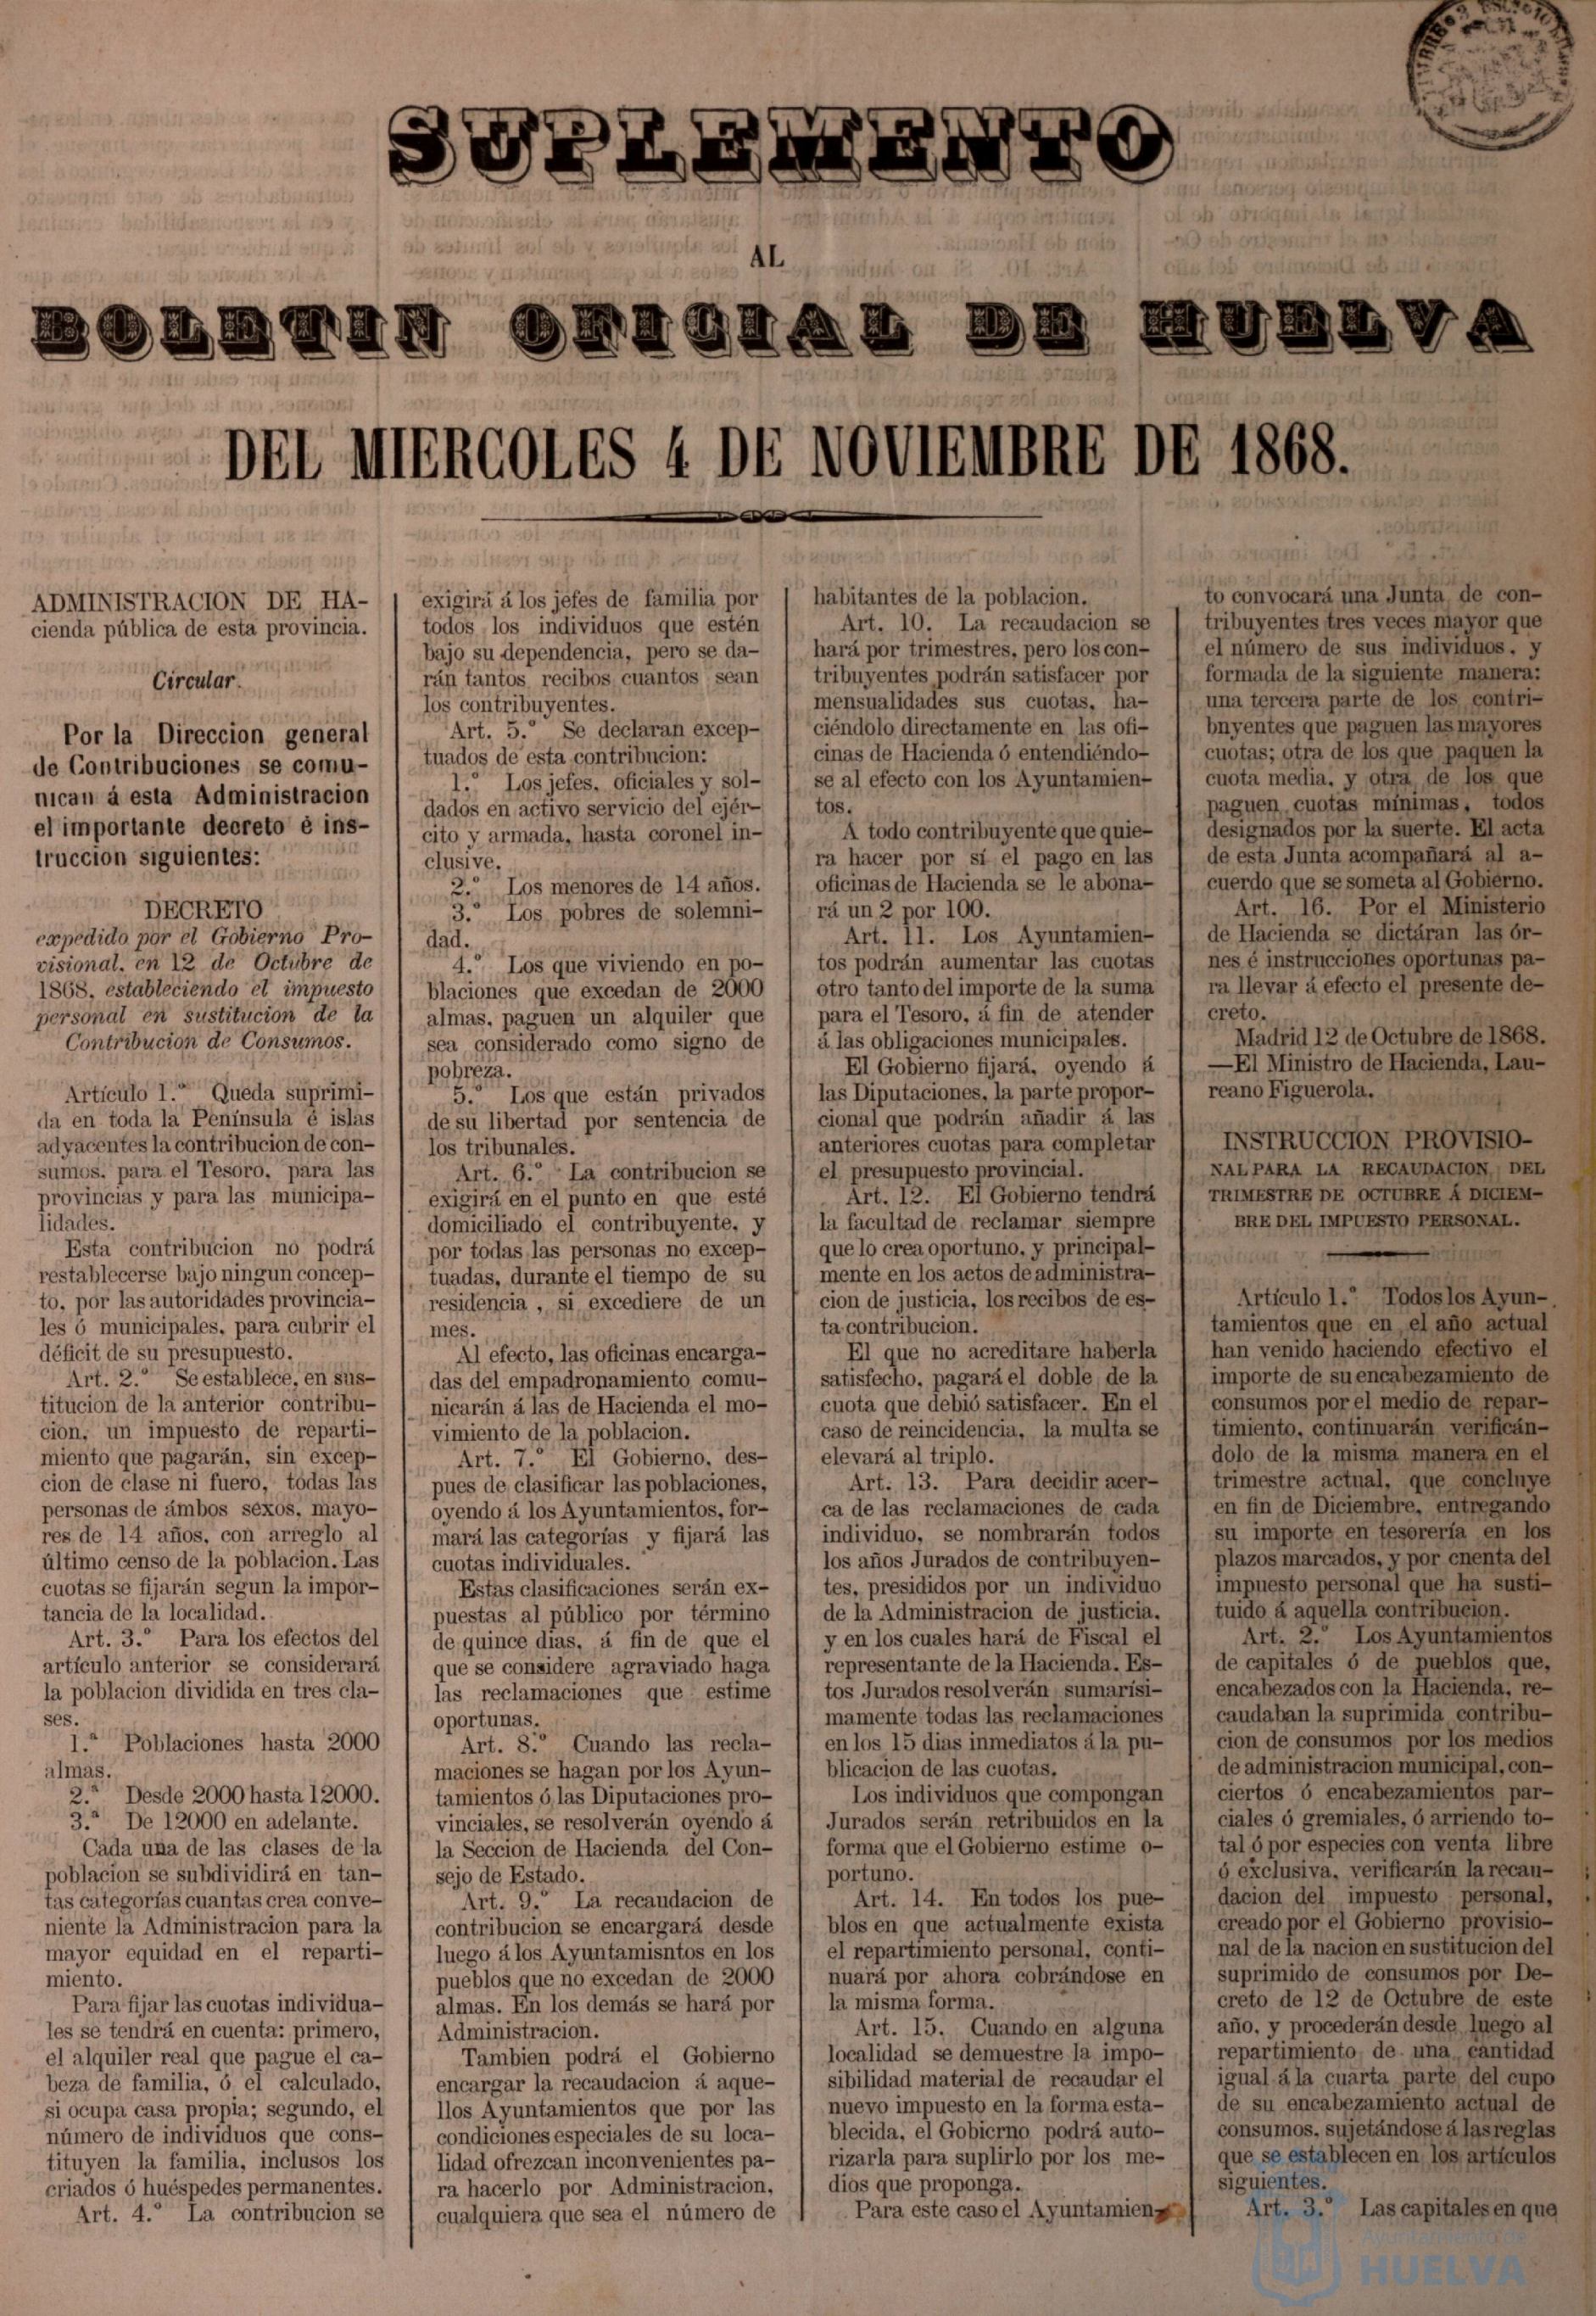 SUPLEMENTO
AL
BOLETIN OFICIAL DE HUELVA
DEL MIERCOLES 4 DE NOVIEMBRE DE 1868.
ADMINISTRACION DE HA-
cienda pública de esta provincia.
Circular.
Por la Direccion general
de Contribuciones se comu-
nican á esta Administracion
el importante decreto é ins-
truccion siguientes:
DECRETO
expedido por el Gobierno Pro-
visional, en 12 de Octubre de
1868, estableciendo el impuesto
personal en sustitucion de la
Contribucion de Consumos.
Artículo 1.° Queda suprimi-
da en toda la Península é islas
adyacentes la contribucion de con-
sumos, para el Tesoro, para las
provincias y para las municipa-
lidades.
Esta contribucion no podrá
restablecerse bajo ningun concep-
to, por las autoridades provincia-
les ó municipales, para cubrir el
déficit de su presupuesto.
Art. 2.° Se establece, en sus-
titucion de la anterior contribu-
cion, un impuesto de reparti-
miento que pagarán, sin excep-
cion de clase ni fuero, todas las
personas de ámbos sexos, mayo-
res de 14 años, con arreglo al
último censo de la poblacion. Las
cuotas se fijarán segun la impor-
tancia de la localidad.
Art. 3.° Para los efectos del
artículo anterior se considerará
la poblacion dividida en tres cla-
ses.
1.ª Poblaciones hasta 2000
almas.
2.ª Desde 2000 hasta 12000.
3.ª De 12000 en adelante.
Cada una de las clases de la
poblacion se subdividirá en tan-
tas categorías cuantas crea conve-
niente la Administracion para la
mayor equidad en el reparti-
miento.
Para fijar las cuotas individua-
les se tendrá en cuenta: primero,
el alquiler real que pague el ca-
beza de familia, ó el calculado,
si ocupa casa propia; segundo, el
número de individuos que cons-
tituyen la familia, inclusos los
criados ó huéspedes permanentes.
Art. 4.° La contribucion se
exigirá á los jefes de familia por
todos los individuos que estén
bajo su dependencia, pero se da-
rán tantos recibos cuantos sean
los contribuyentes.
Art. 5.° Se declaran excep-
tuados de esta contribucion:
1.° Los jefes, oficiales y sol-
dados en activo servicio del ejér-
cito y armada, hasta coronel in-
clusive.
2.° Los menores de 14 años.
3.° Los pobres de solemni-
dad.
4.° Los que viviendo en po-
blaciones que excedan de 2000
almas, paguen un alquiler que
sea considerado como signo de
pobreza.
5.° Los que están privados
de su libertad por sentencia de
los tribunales.
Art. 6.° La contribucion se
exigirá en el punto en que esté
domiciliado el contribuyente, y
por todas las personas no excep-
tuadas, durante el tiempo de su
residencia , si excediere de un
mes.
Al efecto, las oficinas encarga-
das del empadronamiento comu-
nicarán á las de Hacienda el mo-
vimiento de la poblacion.
Art. 7.° El Gobierno, des-
pues de clasificar las poblaciones,
oyendo á los Ayuntamientos, for-
mará las categorías y fijará las
cuotas individuales.
Estas clasificaciones serán ex-
puestas al público por término
de quince dias, á fin de que el
que se considere agraviado haga
las reclamaciones que estime
oportunas.
Art. 8.° Cuando las recla-
maciones se hagan por los Ayun-
tamientos ó las Diputaciones pro-
vinciales, se resolverán oyendo á
la Seccion de Hacienda del Con-
sejo de Estado.
Art. 9.° La recaudacion de
contribucion se encargará desde
luego á los Ayuntamisntos en los
pueblos que no excedan de 2000
almas. En los demás se hará por
Administracion.
Tambien podrá el Gobierno
encargar la recaudacion á aque-
llos Ayuntamientos que por las
condiciones especiales de su loca-
lidad ofrezcan inconvenientes pa-
ra hacerlo por Administracion,
cualquiera que sea el número de
habitantes de la poblacion.
Art. 10. La recaudacion se
hará por trimestres, pero los con-
tribuyentes podrán satisfacer por
mensualidades sus cuotas, ha-
ciéndolo directamente en las ofi-
cinas de Hacienda ó entendiéndo-
se al efecto con los Ayuntamien-
tos.
A todo contribuyente que quie-
ra hacer por sí el pago en las
oficinas de Hacienda se le abona-
rá un 2 por 100.
Art. 11. Los Ayuntamien-
tos podrán aumentar las cuotas
otro tanto del importe de la suma
para el Tesoro, á fin de atender
á las obligaciones municipales.
El Gobierno fijará, oyendo á
las Diputaciones, la parte propor-
cional que podrán añadir á las
anteriores cuotas para completar
el presupuesto provincial.
Art. 12. El Gobierno tendrá
la facultad de reclamar siempre
que lo crea oportuno, y principal-
mente en los actos de administra-
cion de justicia, los recibos de es-
ta contribucion.
El que no acreditare haberla
satisfecho, pagará el doble de la
cuota que debió satisfacer. En el
caso de reincidencia, la multa se
elevará al triplo.
Art. 13. Para decidir acer-
ca de las reclamaciones de cada
individuo, se nombrarán todos
los años Jurados de contribuyen-
tes, presididos por un individuo
de la Administracion de justicia,
y en los cuales hará de Fiscal el
representante de la Hacienda. Es-
tos Jurados resolverán sumarísi-
mamente todas las reclamaciones
en los 15 dias inmediatos á la pu-
blicacion de las cuotas.
Los individuos que compongan
Jurados serán retribuidos en la
forma que el Gobierno estime o-
portuno.
Art. 14. En todos los pue-
blos en que actualmente exista
el repartimiento personal, conti-
nuará por ahora cobrándose en
la misma forma.
Art. 15. Cuando en alguna
localidad se demuestre la impo-
sibilidad material de recaudar el
nuevo impuesto en la forma esta-
blecida, el Gobierno podrá auto-
rizarla para suplirlo por los me-
dios que proponga.
Para este caso el Ayuntamien-
to convocará una Junta de con-
tribuyentes tres veces mayor que
el número de sus individuos, y
formada de la siguiente manera:
una tercera parte de los contri-
bnyentes que paguen las mayores
cuotas; otra de los que paquen la
cuota media, y otra de los que
paguen cuotas mínimas, todos
designados por la suerte. El acta
de esta Junta acompañará al a-
cuerdo que se someta al Gobierno.
Art. 16. Por el Ministerio
de Hacienda se dictáran las ór-
nes é instrucciones oportunas pa-
ra llevar á efecto el presente de-
creto.
Madrid 12 de Octubre de 1868.
—El Ministro de Hacienda, Lau-
reano Figuerola.
INSTRUCCION PROVISIO-
NAL PARA LA RECAUDACION DEL
TRIMESTRE DE OCTUBRE Á DICIEM-
BRE DEL IMPUESTO PERSONAL.
Artículo 1.° Todos los Ayun-
tamientos que en el año actual
han venido haciendo efectivo el
importe de su encabezamiento de
consumos por el medio de repar-
timiento, continuarán verificán-
dolo de la misma manera en el
trimestre actual, que concluye
en fin de Diciembre, entregando
su importe en tesorería en los
plazos marcados, y por cnenta del
impuesto personal que ha susti-
tuido á aquella contribucion.
Art. 2.° Los Ayuntamientos
de capitales ó de pueblos que,
encabezados con la Hacienda, re-
caudaban la suprimida contribu-
cion de consumos por los medios
de administracion municipal, con-
ciertos ó encabezamientos par-
ciales ó gremiales, ó arriendo to-
tal ó por especies con venta libre
ó exclusiva, verificarán la recau-
dacion del impuesto personal,
creado por el Gobierno provisio-
nal de la nacion en sustitucion del
suprimido de consumos por De-
creto de 12 de Octubre de este
año, y procederán desde luego al
repartimiento de una cantidad
igual á la cuarta parte del cupo
de su encabezamiento actual de
consumos, sujetándose á las reglas
que se establecen en los artículos
siguientes.
Art. 3.° Las capitales en que
Ayuntamiento de
HUELVA